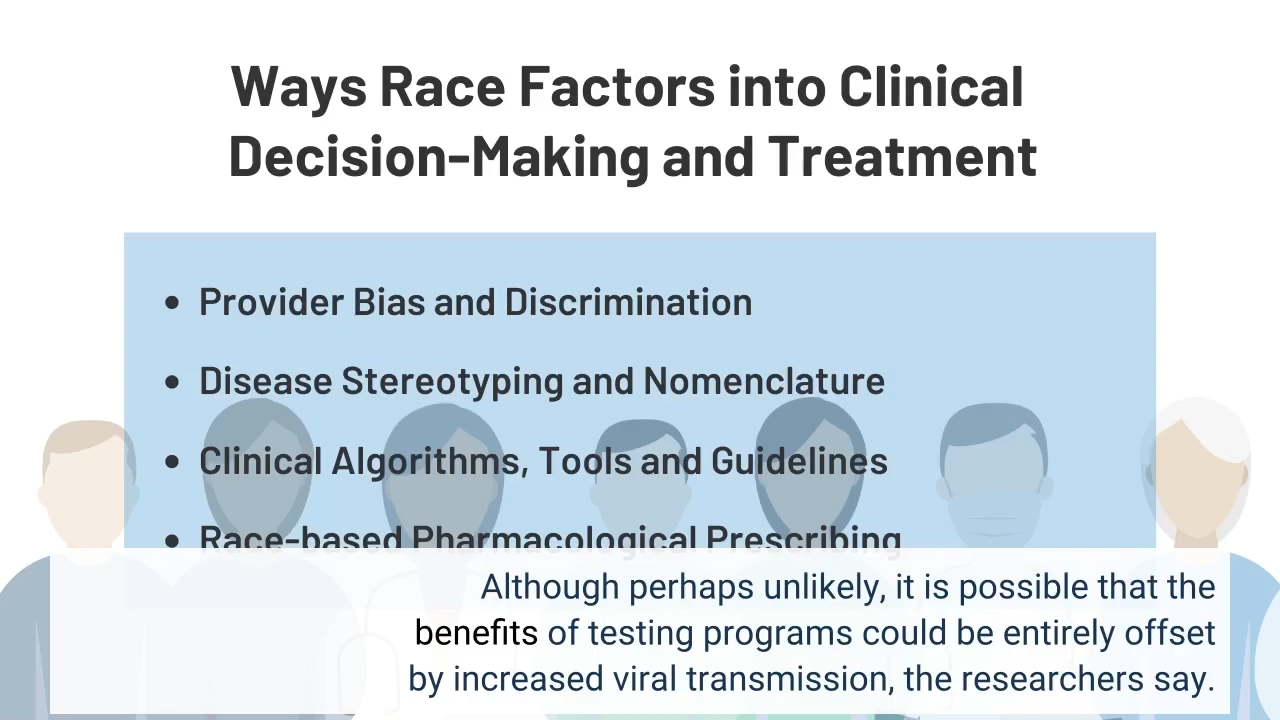 Ways Race Factors into Clinical
Decision-Making and Treatment
• Provider Bias and Discrimination
• Disease Stereotyping and Nomenclature
• Clinical Algorithms, Tools and Guidelines
• Race-based Pharmacological Prescribing
Although perhaps unlikely, it is possible that the
benefits of testing programs could be entirely offset
by increased viral transmission, the researchers say.